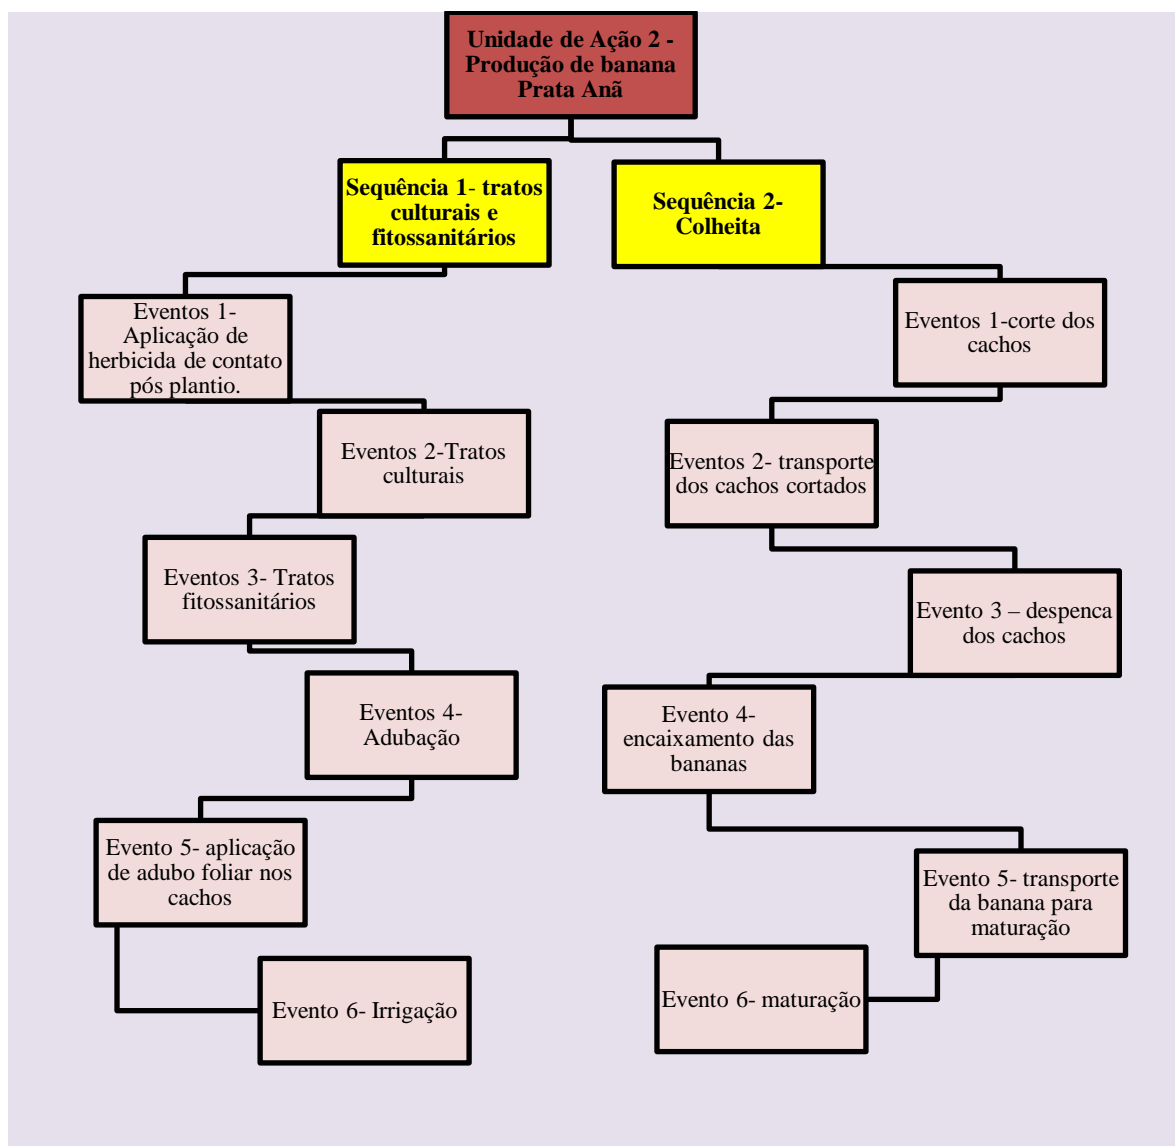 Unidade de Ação 2 -
Produção de banana
Prata Anã
Sequência 1- tratos
culturais e
fitossanitários
Eventos 1-
Aplicação de
herbicida de contato
pós plantio.
Eventos 2-Tratos
culturais
Eventos 3- Tratos
fitossanitários
Eventos 4-
Adubação
Evento 5- aplicação
de adubo foliar nos
cachos
Evento 6- Irrigação
Sequência 2-
Colheita
Eventos 1-corte dos
cachos
Eventos 2- transporte
dos cachos cortados
Evento 3 – despenca
dos cachos
Evento 4-
encaixamento das
bananas
Evento 5- transporte
da banana para
maturação
Evento 6- maturação